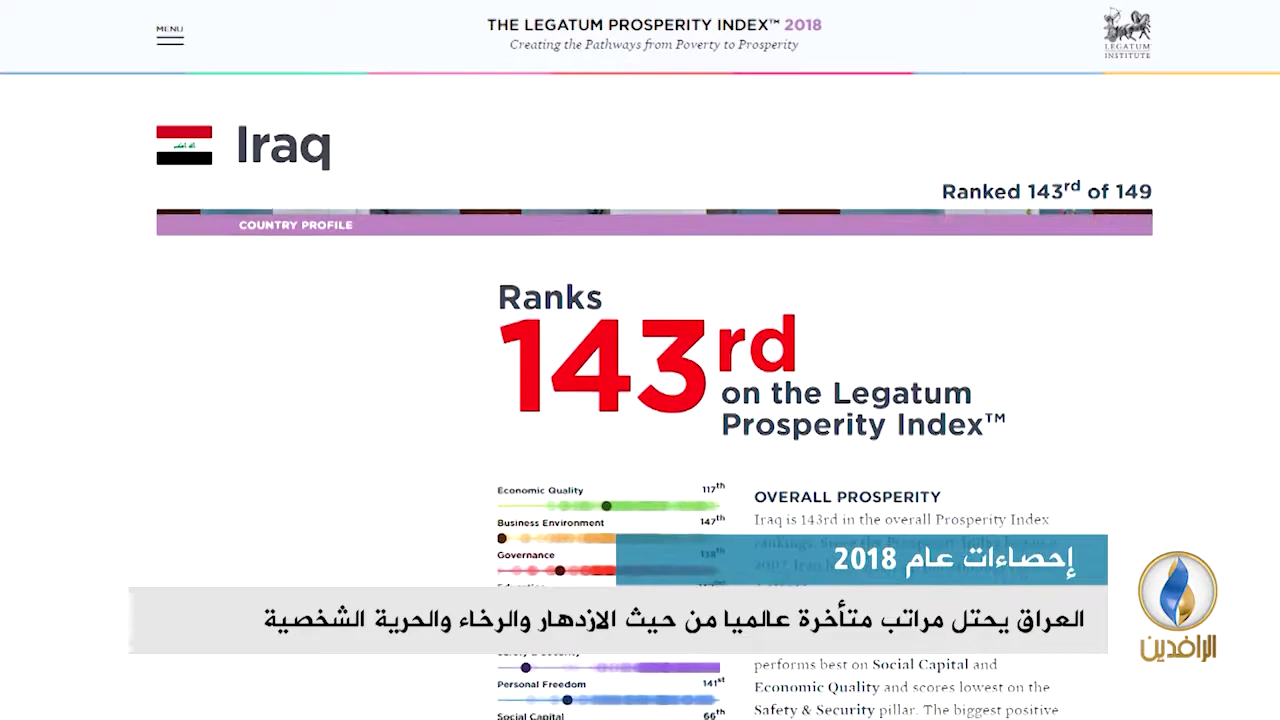 MENU
THE LEGATUM PROSPERITY INDEX™ 2018
Creating the Pathways from Poverty to Prosperity
LEGATUM
INSTITUTE
Iraq
Ranked 143rd of 149
COUNTRY PROFILE
Ranks
143rd
on the Legatum
Prosperity Index™
Economic Quality 117th
Business Environment 147th
Governance 138th
Personal Freedom 141st
Social Capital 66th
OVERALL PROSPERITY
Iraq is 143rd in the overall Prosperity Index
إحصاءات عام 2018
العراق يحتل مراتب متأخرة عالميا من حيث الازدهار والرخاء والحرية الشخصية
الرافدين
performs best on Social Capital and
Economic Quality and scores lowest on the
Safety & Security pillar. The biggest positive